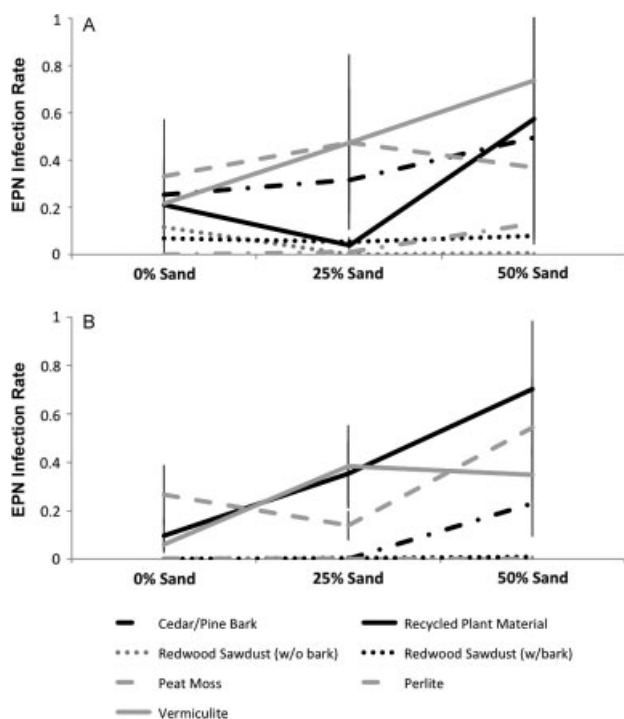 A
1
0.8
0.6
0.4
0.2
0
EPN Infection Rate
0% Sand 25% Sand 50% Sand
B
1
0.8
0.6
0.4
0.2
0
EPN Infection Rate
0% Sand 25% Sand 50% Sand
Cedar/Pine Bark Recycled Plant Material
Redwood Sawdust (w/o bark) Redwood Sawdust (w/bark)
Peat Moss Perlite
Vermiculite